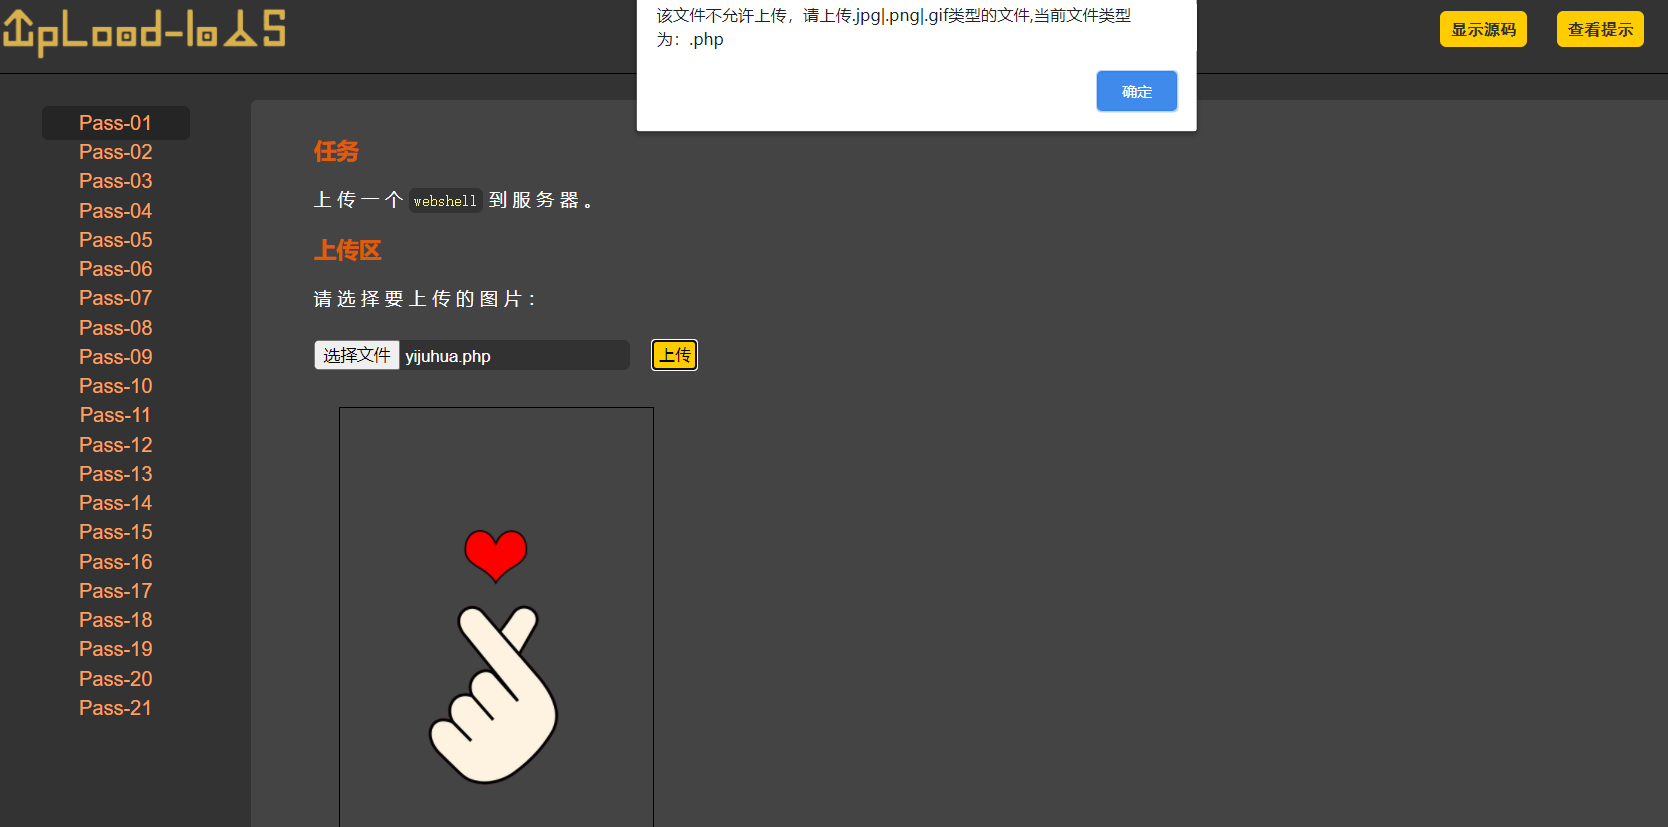 UpLoad-labs
该文件不允许上传，请上传.jpg|.png|.gif类型的文件,当前文件类型
为：.php
确定
显示源码
查看提示
Pass-01
Pass-02
Pass-03
Pass-04
Pass-05
Pass-06
Pass-07
Pass-08
Pass-09
Pass-10
Pass-11
Pass-12
Pass-13
Pass-14
Pass-15
Pass-16
Pass-17
Pass-18
Pass-19
Pass-20
Pass-21
任务
上传一个 webshell 到服务器。
上传区
请选择要上传的图片：
选择文件 yijuhua.php
上传